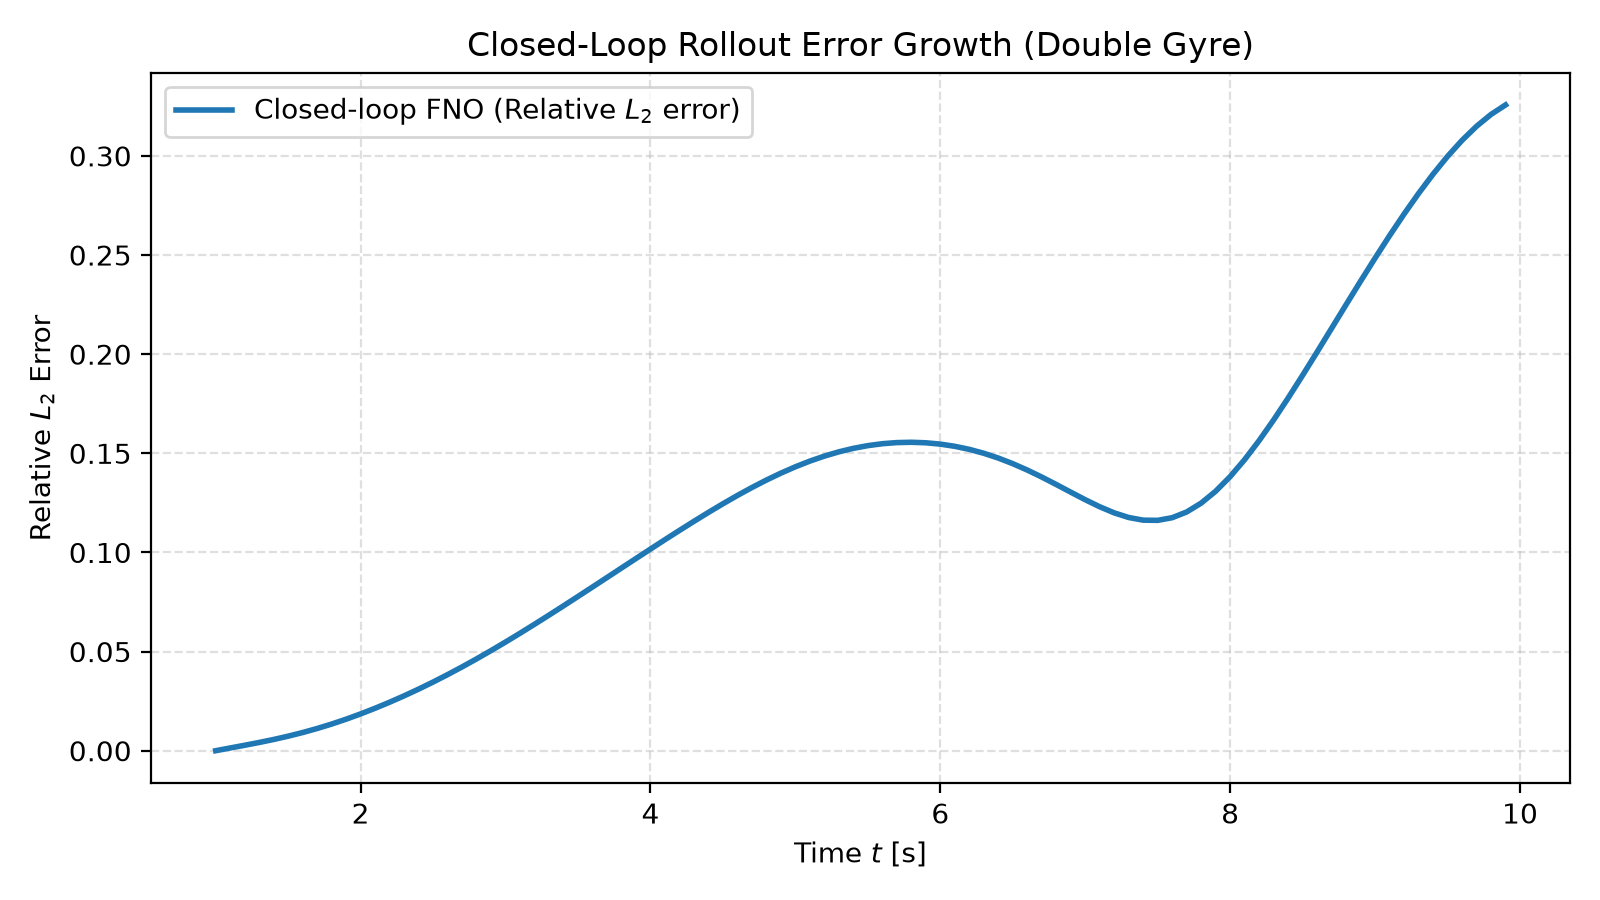 Closed-Loop Rollout Error Growth (Double Gyre)
Closed-loop FNO (Relative L₂ error)
Relative L₂ Error
0.30
0.25
0.20
0.15
0.10
0.05
0.00
2 4 6 8 10
Time t [s]